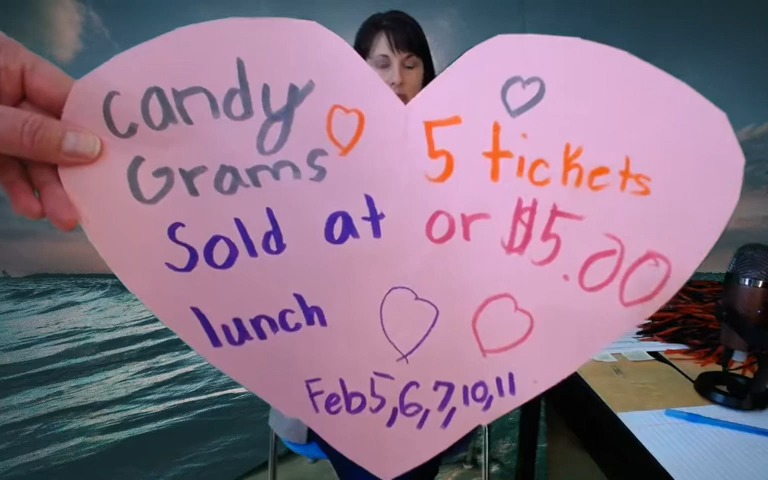 Candy
Grams
Sold at
lunch
5 tickets
or $5.00
Feb 5,6,7,10,11